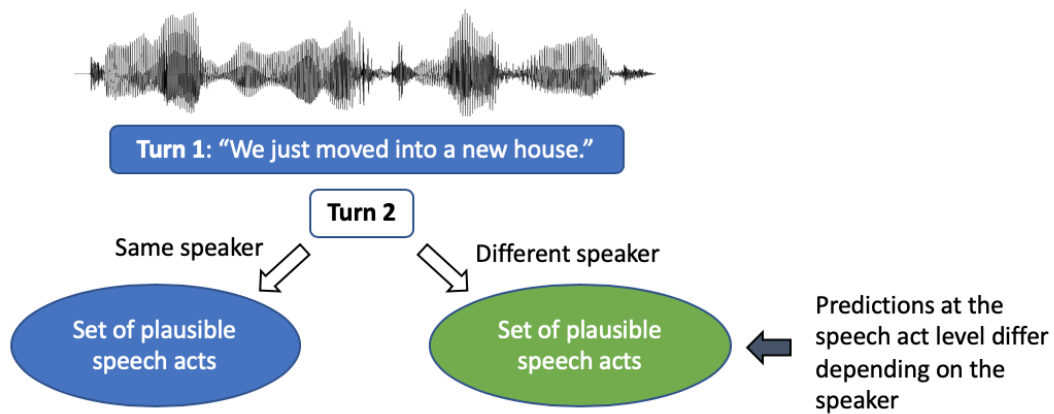 Turn 1: “We just moved into a new house.”
Turn 2
Same speaker
Different speaker
Set of plausible
speech acts
Set of plausible
speech acts
Predictions at the
speech act level differ
depending on the
speaker